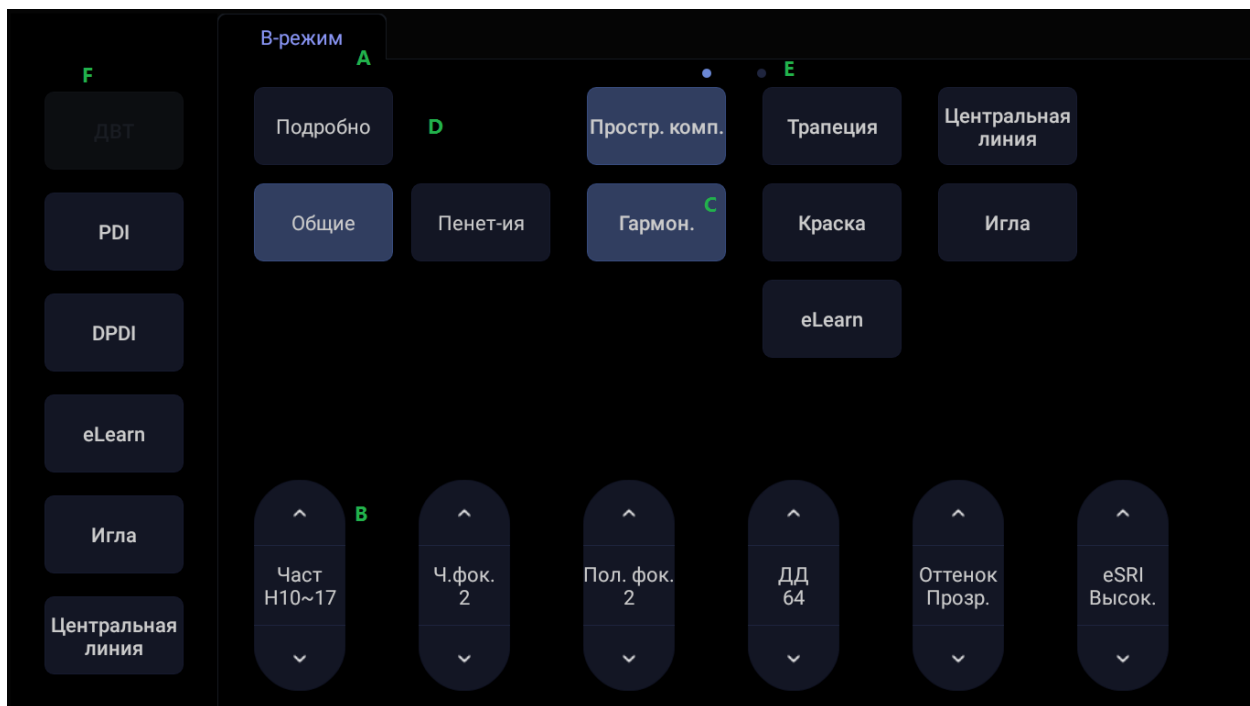 В-режим
A
F
E
ДВТ
Подробно
D
Простр. комп.
Трапеция
Центральная
линия
PDI
Общие
Пенет-ия
Гармон.
C
Краска
Игла
DPDI
eLearn
eLearn
Игла
B
Част
H10~17
Ч.фок.
2
Пол. фок.
2
ДД
64
Оттенок
Прозр.
eSRI
Высок.
Центральная
линия